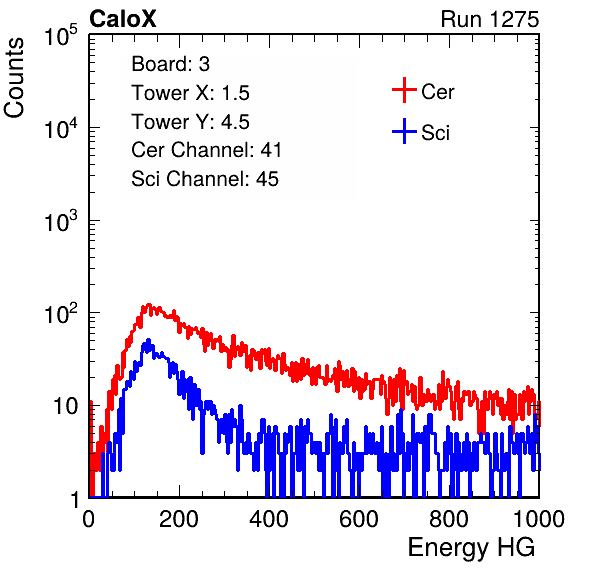 CaloX Run 1275
Counts
10^5
10^4
10^3
10^2
10
1
Board: 3
Tower X: 1.5
Tower Y: 4.5
Cer Channel: 41
Sci Channel: 45
Cer
Sci
0 200 400 600 800 1000
Energy HG